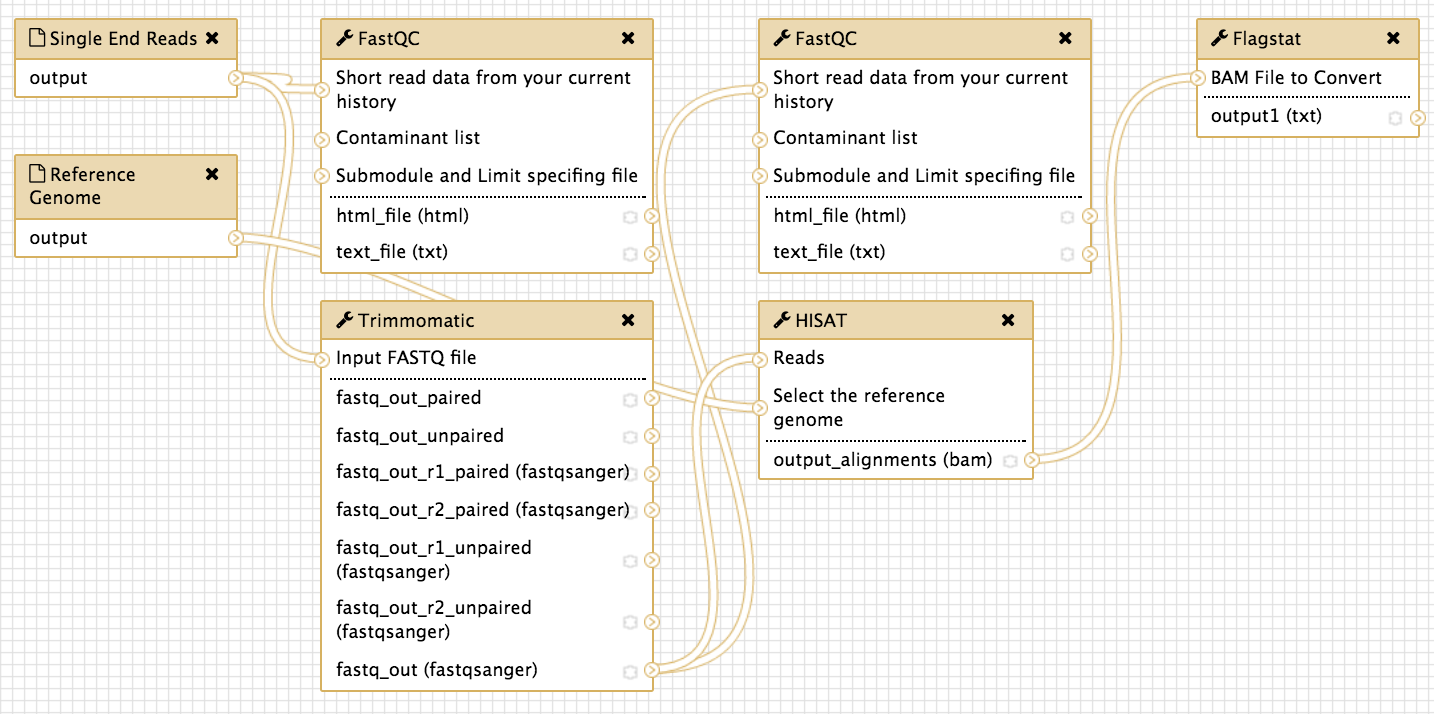 Single End Reads
output
Reference
Genome
output
FastQC
Short read data from your current
history
Contaminant list
Submodule and Limit specifing file
html_file (html)
text_file (txt)
Trimmomatic
Input FASTQ file
fastq_out_paired
fastq_out_unpaired
fastq_out_r1_paired (fastqsanger)
fastq_out_r2_paired (fastqsanger)
fastq_out_r1_unpaired
(fastqsanger)
fastq_out_r2_unpaired
(fastqsanger)
fastq_out (fastqsanger)
FastQC
Short read data from your current
history
Contaminant list
Submodule and Limit specifing file
html_file (html)
text_file (txt)
HISAT
Reads
Select the reference
genome
output_alignments (bam)
Flagstat
BAM File to Convert
output1 (txt)